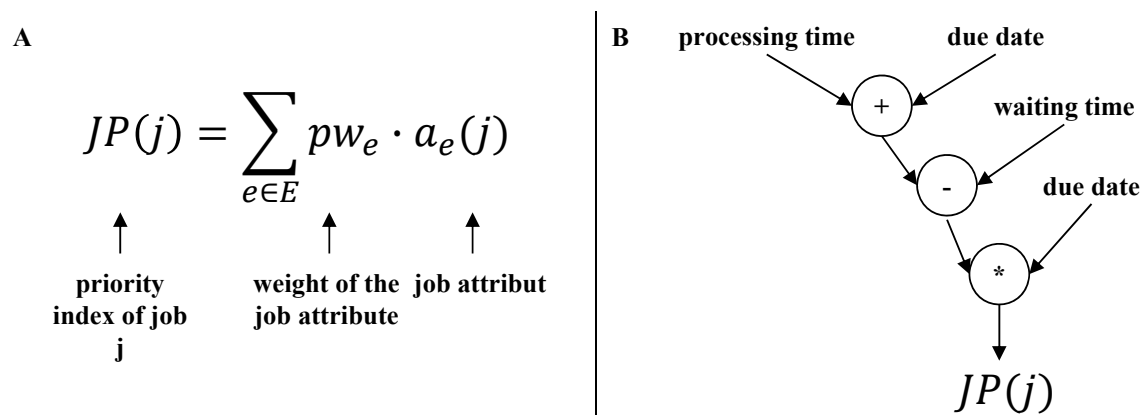 A
JP(j) = ∑ pw_e · a_e(j)
e∈E
priority
index of job
j
weight of the
job attribute
job attribut
B
processing time
due date
+
waiting time
-
due date
*
JP(j)